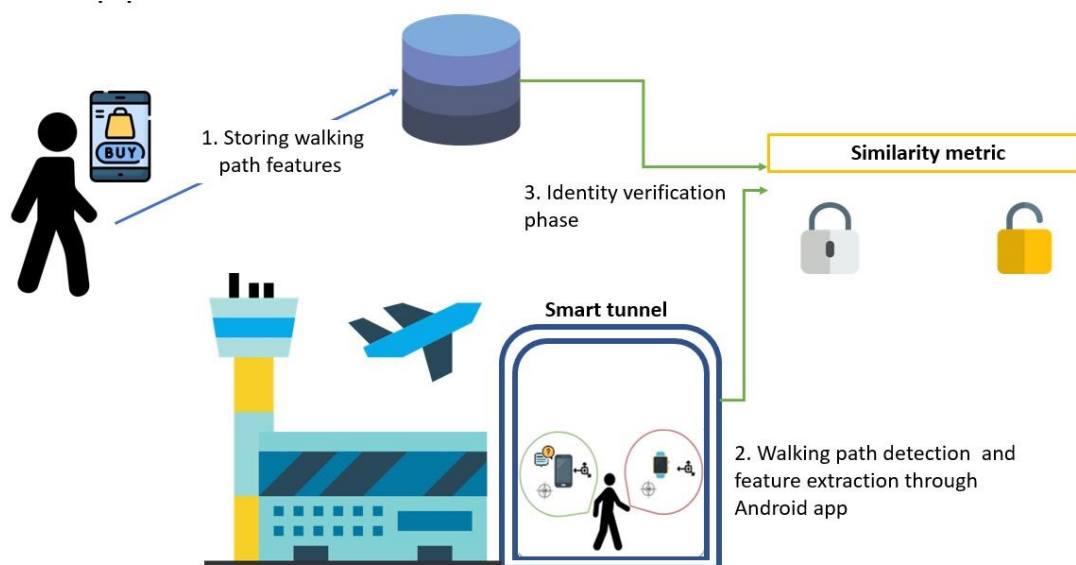 BUY
1. Storing walking
path features
3. Identity verification
phase
Similarity metric
Smart tunnel
2. Walking path detection and
feature extraction through
Android app